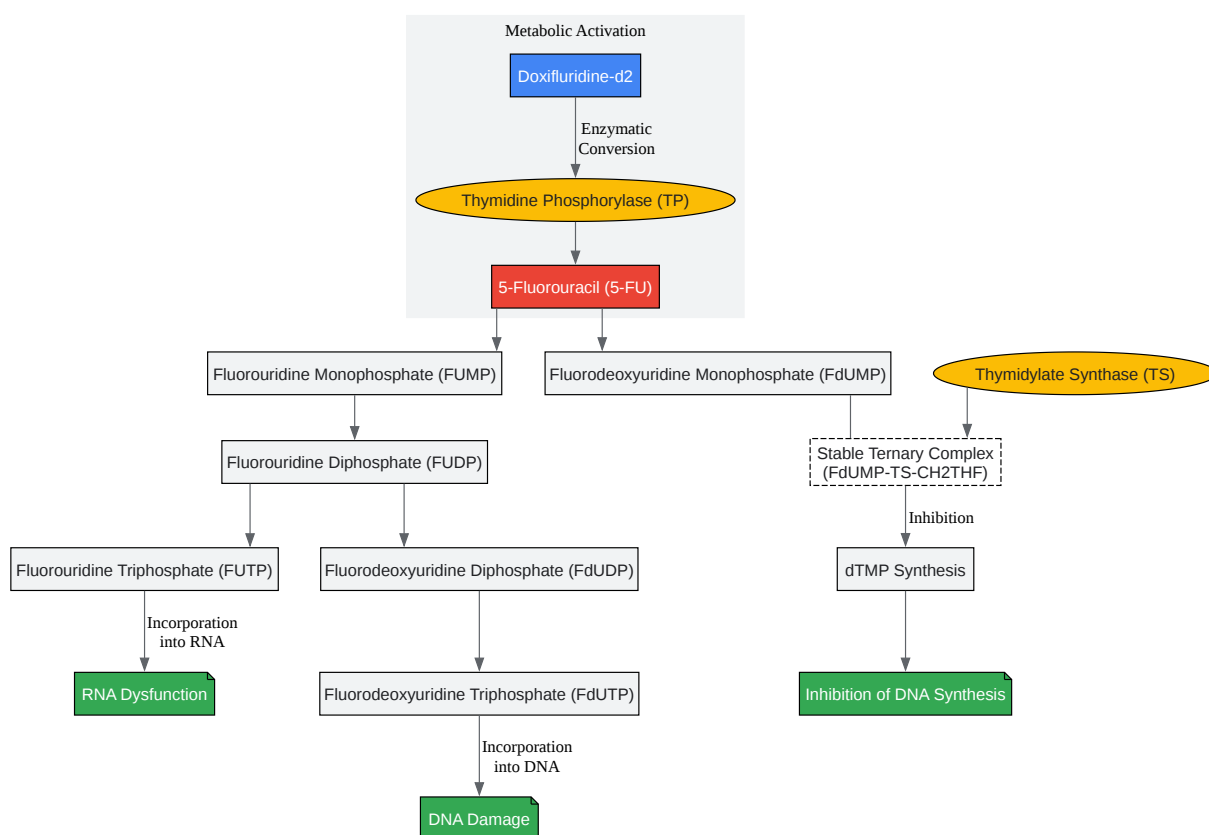 Metabolic Activation
Doxifluridine-d2
Enzymatic
Conversion
Thymidine Phosphorylase (TP)
5-Fluorouracil (5-FU)
Fluorouridine Monophosphate (FUMP)
Fluorodeoxyuridine Monophosphate (FdUMP)
Thymidylate Synthase (TS)
Fluorouridine Diphosphate (FUDP)
Stable Ternary Complex
(FdUMP-TS-CH2THF)
Inhibition
Fluorouridine Triphosphate (FUTP)
Fluorodeoxyuridine Diphosphate (FdUDP)
dTMP Synthesis
Incorporation
into RNA
RNA Dysfunction
Fluorodeoxyuridine Triphosphate (FdUTP)
Inhibition of DNA Synthesis
Incorporation
into DNA
DNA Damage